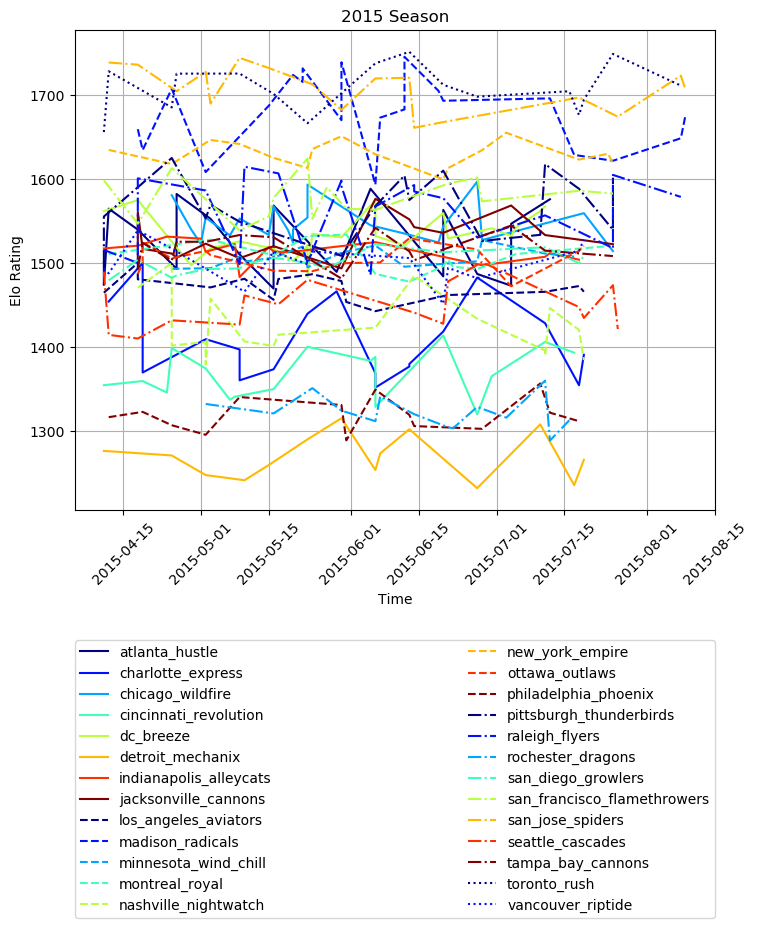 2015 Season
1700
1600
1500
1400
1300
Elo Rating
2015-04-15
2015-05-01
2015-05-15
2015-06-01
2015-06-15
2015-07-01
2015-07-15
2015-08-01
2015-08-15
Time
atlanta_hustle
charlotte_express
chicago_wildfire
cincinnati_revolution
dc_breeze
detroit_mechanix
indianapolis_alleycats
jacksonville_cannons
los_angeles_aviators
madison_radicals
minnesota_wind_chill
montreal_royal
nashville_nightwatch
new_york_empire
ottawa_outlaws
philadelphia_phoenix
pittsburgh_thunderbirds
raleigh_flyers
rochester_dragons
san_diego_growlers
san_francisco_flamethrowers
san_jose_spiders
seattle_cascades
tampa_bay_cannons
toronto_rush
vancouver_riptide